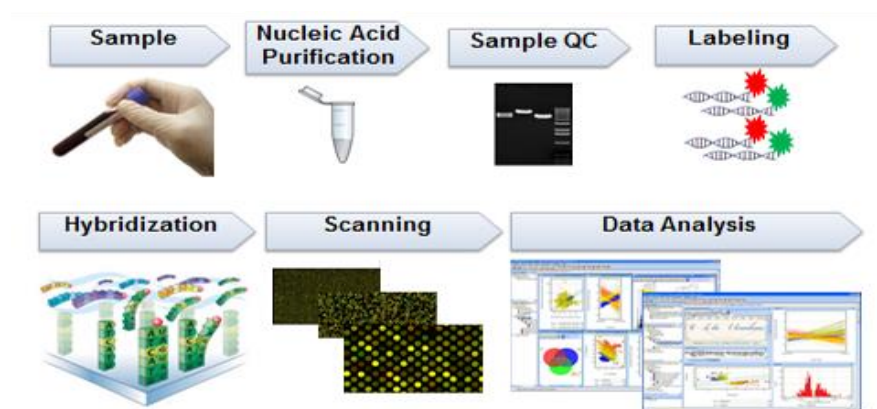 Sample
Nucleic Acid
Purification
Sample QC
Labeling
Hybridization
Scanning
Data Analysis